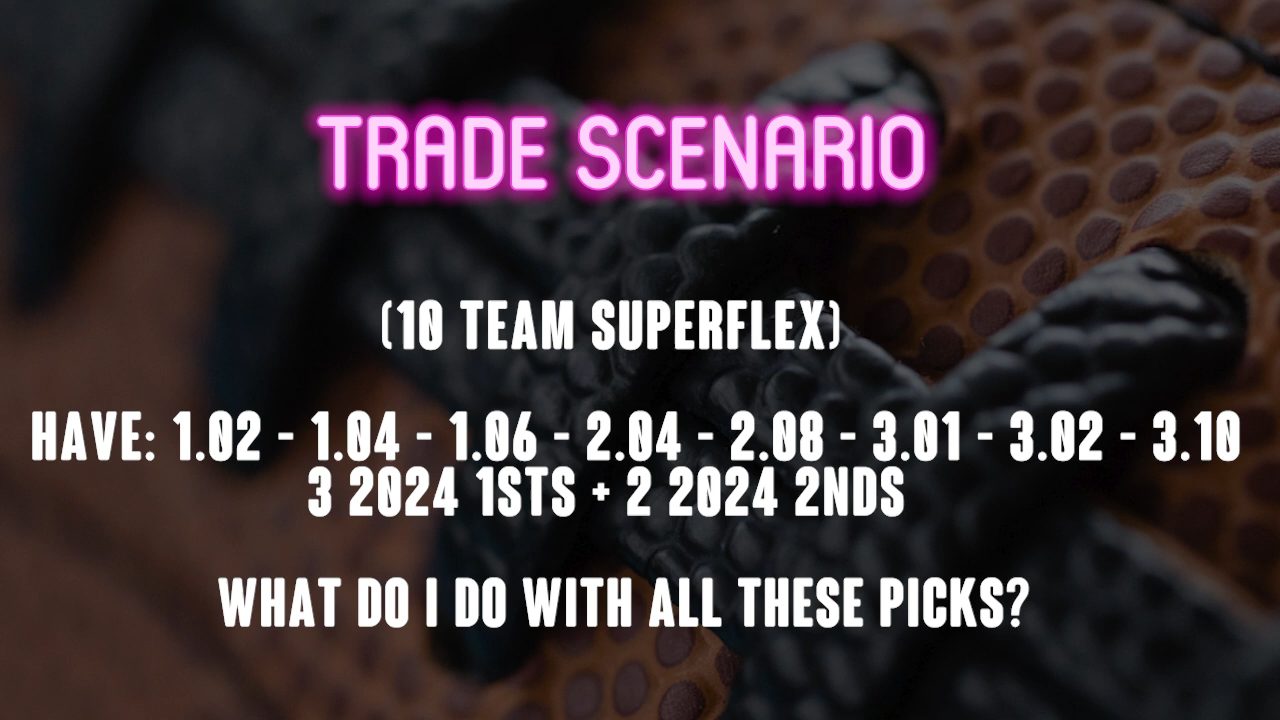 TRADE SCENARIO
(10 TEAM SUPERFLEX)
HAVE: 1.02 - 1.04 - 1.06 - 2.04 - 2.08 - 3.01 - 3.02 - 3.10
3 2024 1STS + 2 2024 2NDS
WHAT DO I DO WITH ALL THESE PICKS?